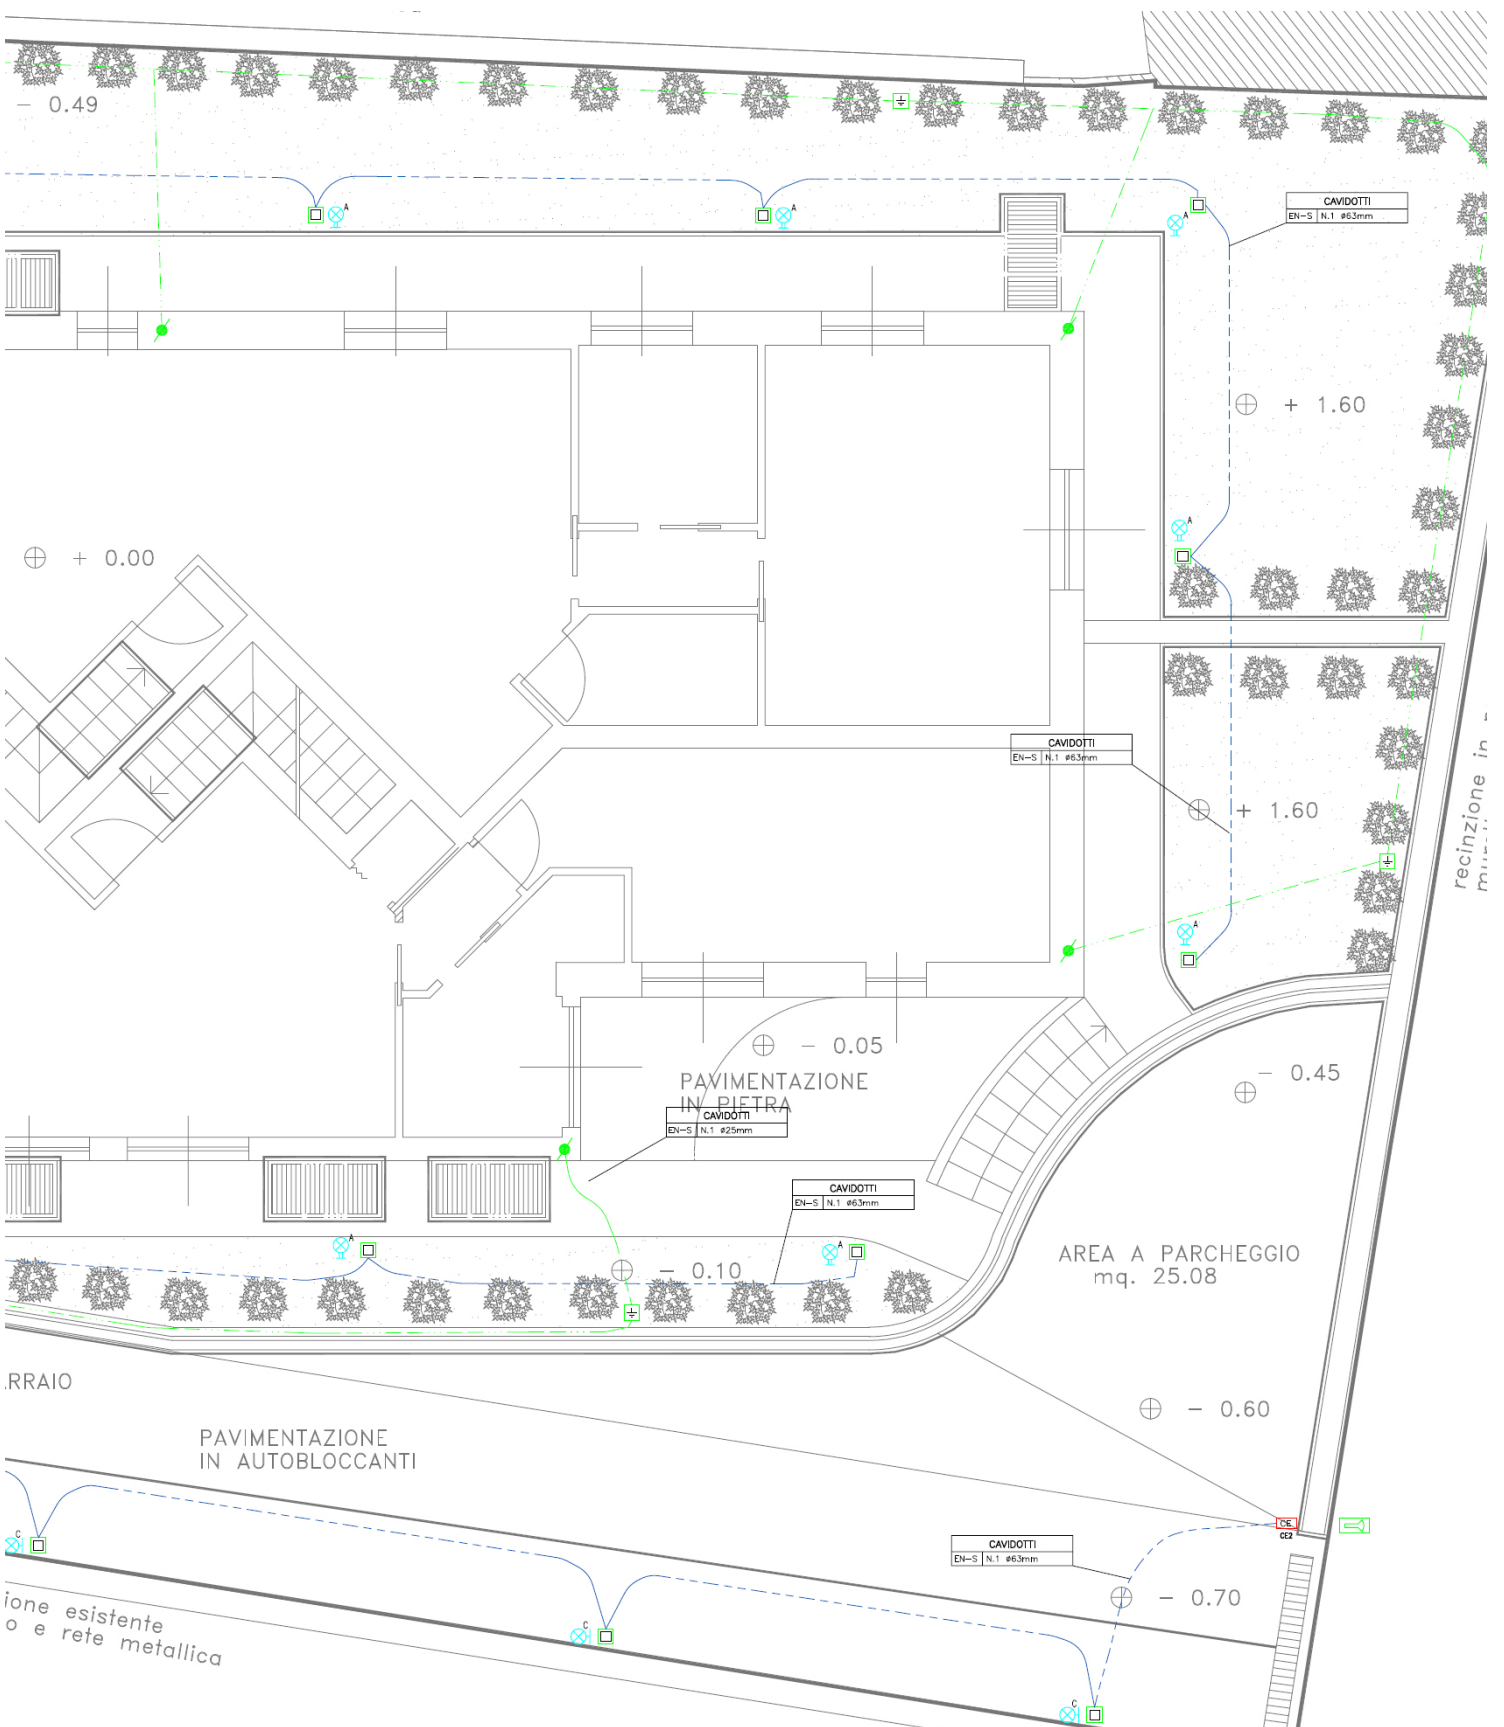 - 0.49
A
A
A
CAVIDOTTI
EN-S N.1 ø63mm
+ 1.60
A
+ 0.00
CAVIDOTTI
EN-S N.1 ø63mm
+ 1.60
recinzione in
A
- 0.05
- 0.45
PAVIMENTAZIONE
IN PIETRA
CAVIDOTTI
EN-S N.1 ø25mm
CAVIDOTTI
EN-S N.1 ø63mm
A
A
- 0.10
AREA A PARCHEGGIO
mq. 25.08
RRAIO
- 0.60
PAVIMENTAZIONE
IN AUTOBLOCCANTI
CE
CE2
C
CAVIDOTTI
EN-S N.1 ø63mm
- 0.70
ione esistente
o e rete metallica
C
C